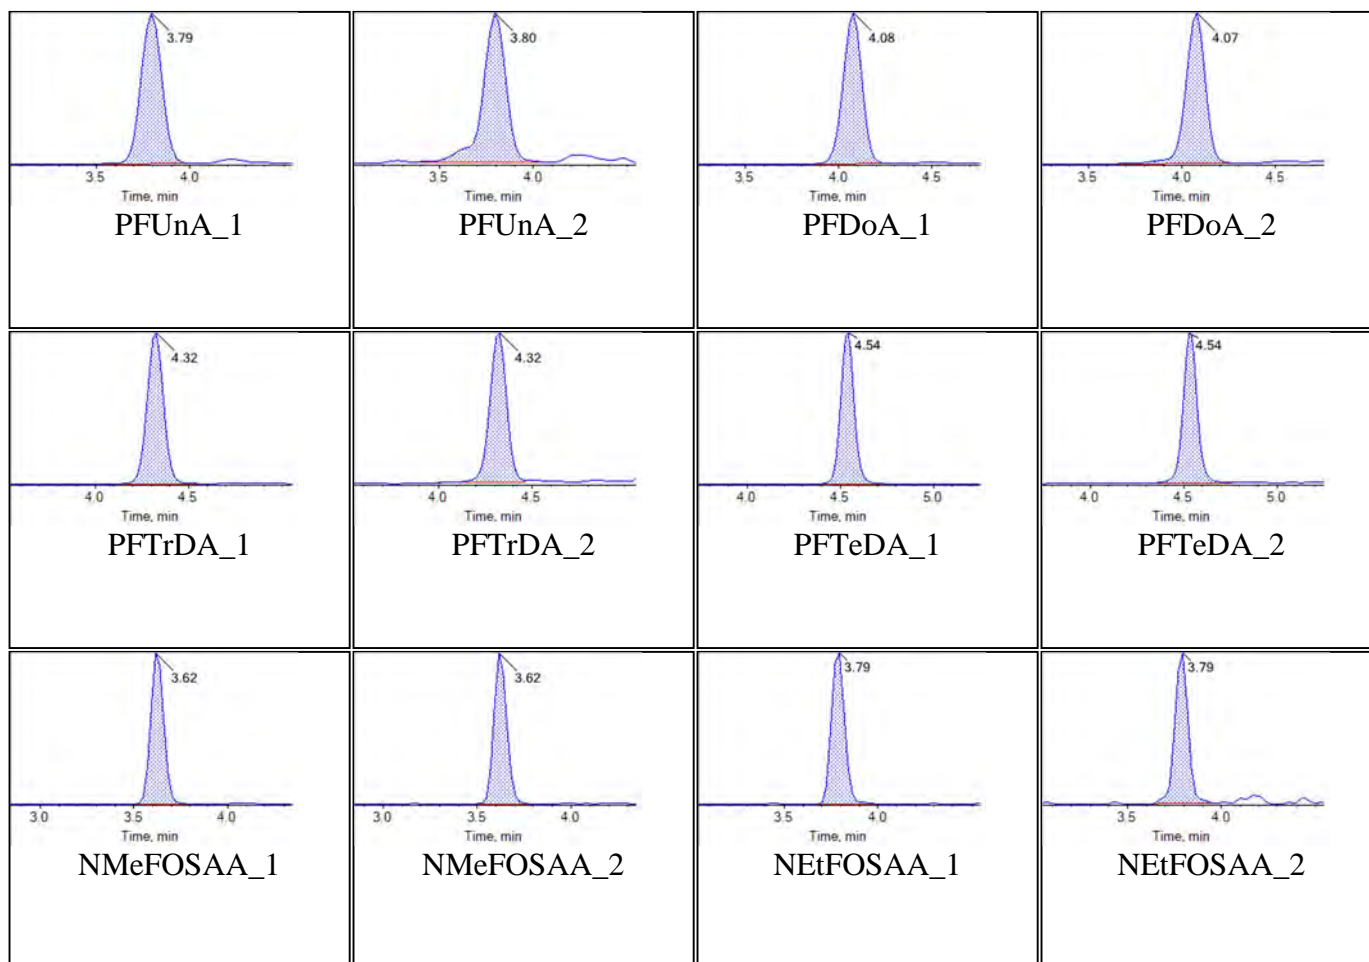 3.79
3.5 4.0
Time, min
PFUnA_1
3.80
3.5 4.0
Time, min
PFUnA_2
4.08
3.5 4.0 4.5
Time, min
PFDoA_1
4.07
3.5 4.0 4.5
Time, min
PFDoA_2
4.32
4.0 4.5
Time, min
PFTrDA_1
4.32
4.0 4.5
Time, min
PFTrDA_2
4.54
4.0 4.5 5.0
Time, min
PFTeDA_1
4.54
4.0 4.5 5.0
Time, min
PFTeDA_2
3.62
3.0 3.5 4.0
Time, min
NMeFOSAA_1
3.62
3.0 3.5 4.0
Time, min
NMeFOSAA_2
3.79
3.5 4.0
Time, min
NEtFOSAA_1
3.79
3.5 4.0
Time, min
NEtFOSAA_2